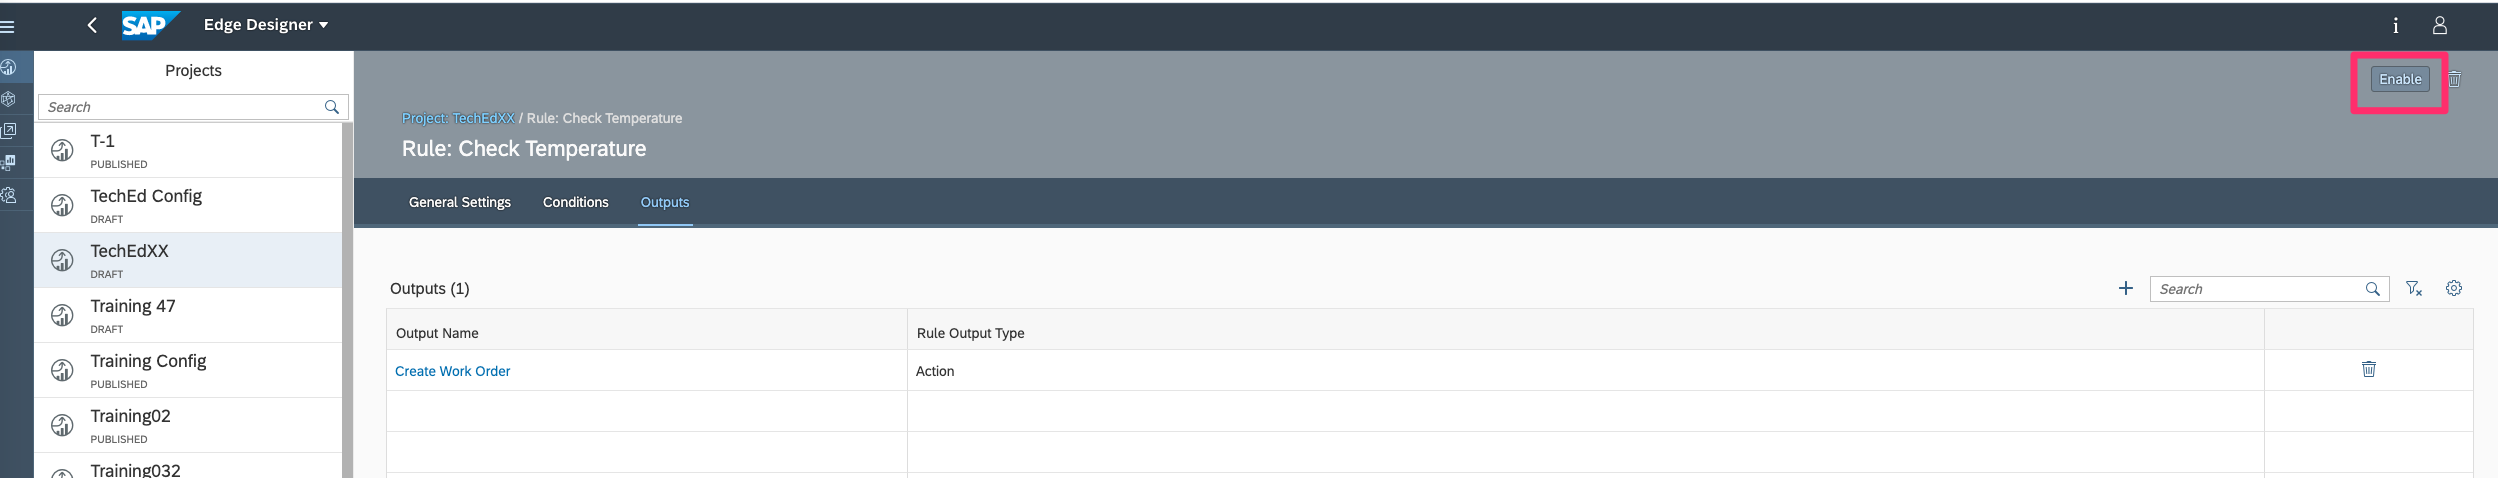 SAP Edge Designer
Projects
Search
T-1
PUBLISHED
TechEd Config
DRAFT
TechEdXX
DRAFT
Training 47
DRAFT
Training Config
PUBLISHED
Training02
PUBLISHED
Training032
Enable
Project: TechEdXX / Rule: Check Temperature
Rule: Check Temperature
General Settings Conditions Outputs
Outputs (1) Search
Output Name Rule Output Type
Create Work Order Action